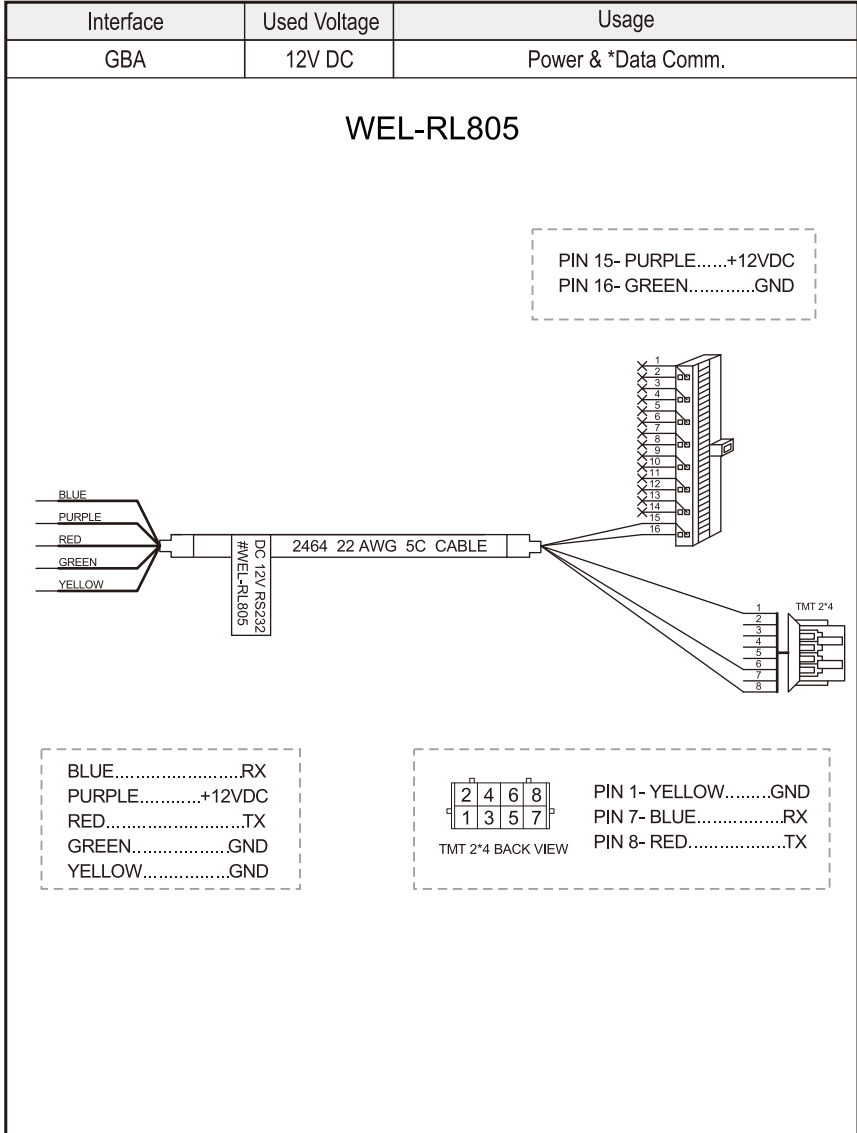 Interface Used Voltage Usage
GBA 12V DC Power & *Data Comm.
WEL-RL805
PIN 15- PURPLE......+12VDC
PIN 16- GREEN.............GND
1
2
3
4
5
6
7
8
9
10
11
12
13
14
15
16
BLUE
PURPLE
RED
GREEN
YELLOW
DC 12V RS232
#WEL-RL805
2464 22 AWG 5C CABLE
1
2
3
4
5
6
7
8
TMT 2*4
BLUE.........................RX
PURPLE...........+12VDC
RED...........................TX
GREEN...................GND
YELLOW.................GND
2 4 6 8
1 3 5 7
TMT 2*4 BACK VIEW
PIN 1- YELLOW.........GND
PIN 7- BLUE.................RX
PIN 8- RED...................TX